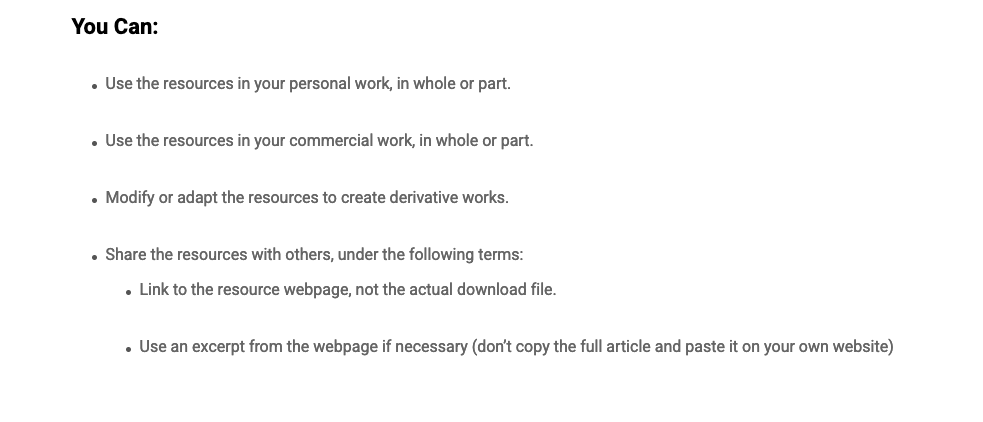 You Can:
• Use the resources in your personal work, in whole or part.
• Use the resources in your commercial work, in whole or part.
• Modify or adapt the resources to create derivative works.
• Share the resources with others, under the following terms:
• Link to the resource webpage, not the actual download file.
• Use an excerpt from the webpage if necessary (don’t copy the full article and paste it on your own website)